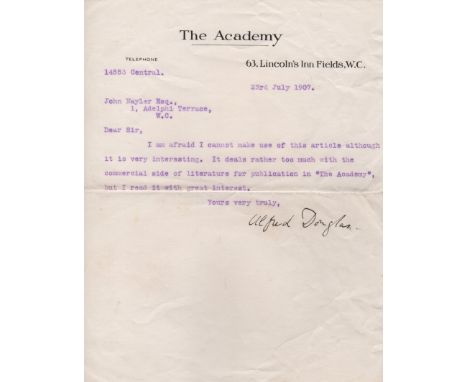 The Academy
TELEPHONE
63, Lincoln's Inn Fields, W.C.
14553 Central.
23rd July 1907.
John Nayler Esq.,
1, Adelphi Terrace,
W.C.
Dear Sir,
I am afraid I cannot make use of this article although
it is very interesting. It deals rather too much with the
commercial side of literature for publication in "The Academy",
but I read it with great interest.
Yours very truly,
Alfred Douglas